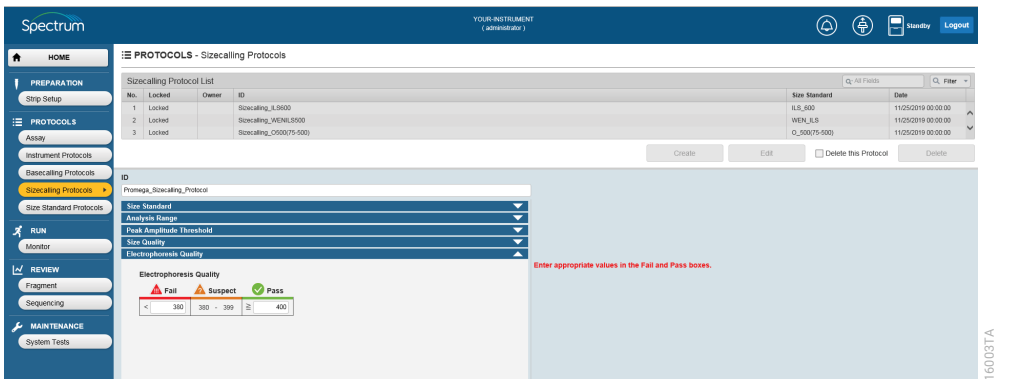 Spectrum
YOUR-INSTRUMENT
( administrator )
Standby
Logout
HOME
PREPARATION
Strip Setup
PROTOCOLS
Assay
Instrument Protocols
Basecalling Protocols
Sizecalling Protocols
Size Standard Protocols
RUN
Monitor
REVIEW
Fragment
Sequencing
MAINTENANCE
System Tests
PROTOCOLS - Sizecalling Protocols
Sizecalling Protocol List
All Fields
Filter
No. Locked Owner ID Size Standard Date
1 Locked Sizecalling_ILS600 ILS_600 11/25/2019 00:00:00
2 Locked Sizecalling_WENILS500 WEN_ILS 11/25/2019 00:00:00
3 Locked Sizecalling_O500(75-500) O_500(75-500) 11/25/2019 00:00:00
Create Edit Delete this Protocol Delete
ID
Promega_Sizecalling_Protocol
Size Standard
Analysis Range
Peak Amplitude Threshold
Size Quality
Electrophoresis Quality
Electrophoresis Quality
Fail Suspect Pass
< 380 380 - 399 ≥ 400
Enter appropriate values in the Fail and Pass boxes.
16003TA